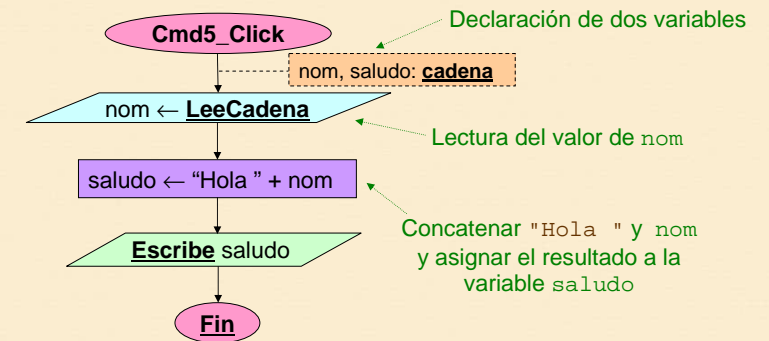 Cmd5_Click
Declaración de dos variables
nom, saludo: cadena
nom ← LeeCadena
Lectura del valor de nom
saludo ← “Hola ” + nom
Concatenar "Hola " y nom
y asignar el resultado a la
variable saludo
Escribe saludo
Fin